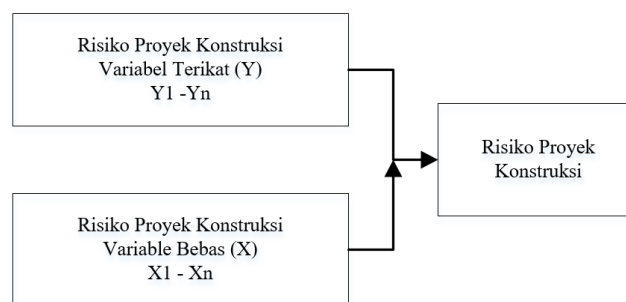 Risiko Proyek Konstruksi
Variabel Terikat (Y)
Y1 -Yn
Risiko Proyek
Konstruksi
Risiko Proyek Konstruksi
Variable Bebas (X)
X1 - Xn